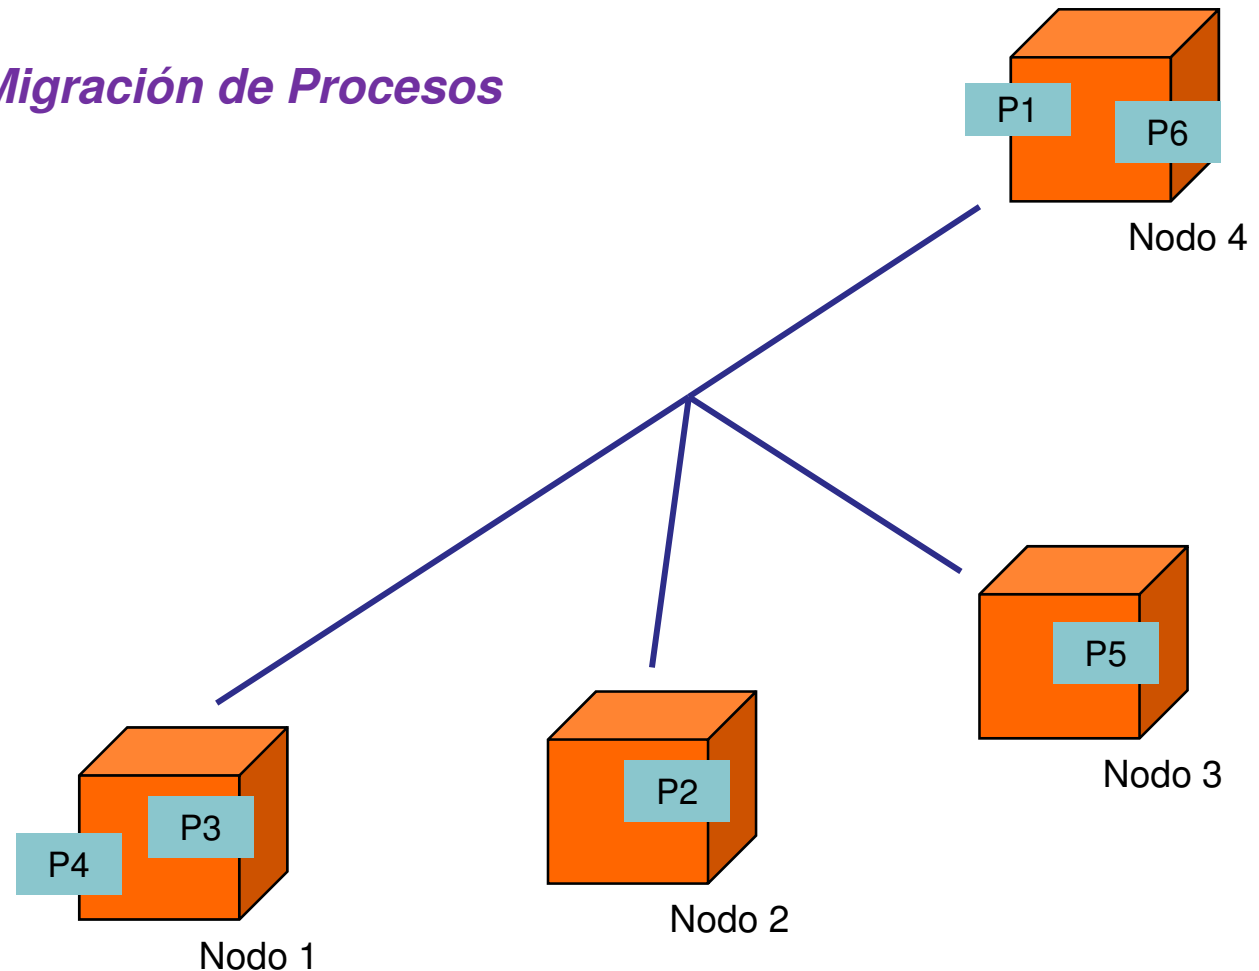 Migración de Procesos
P1
P6
Nodo 4
P5
Nodo 3
P2
Nodo 2
P3
P4
Nodo 1